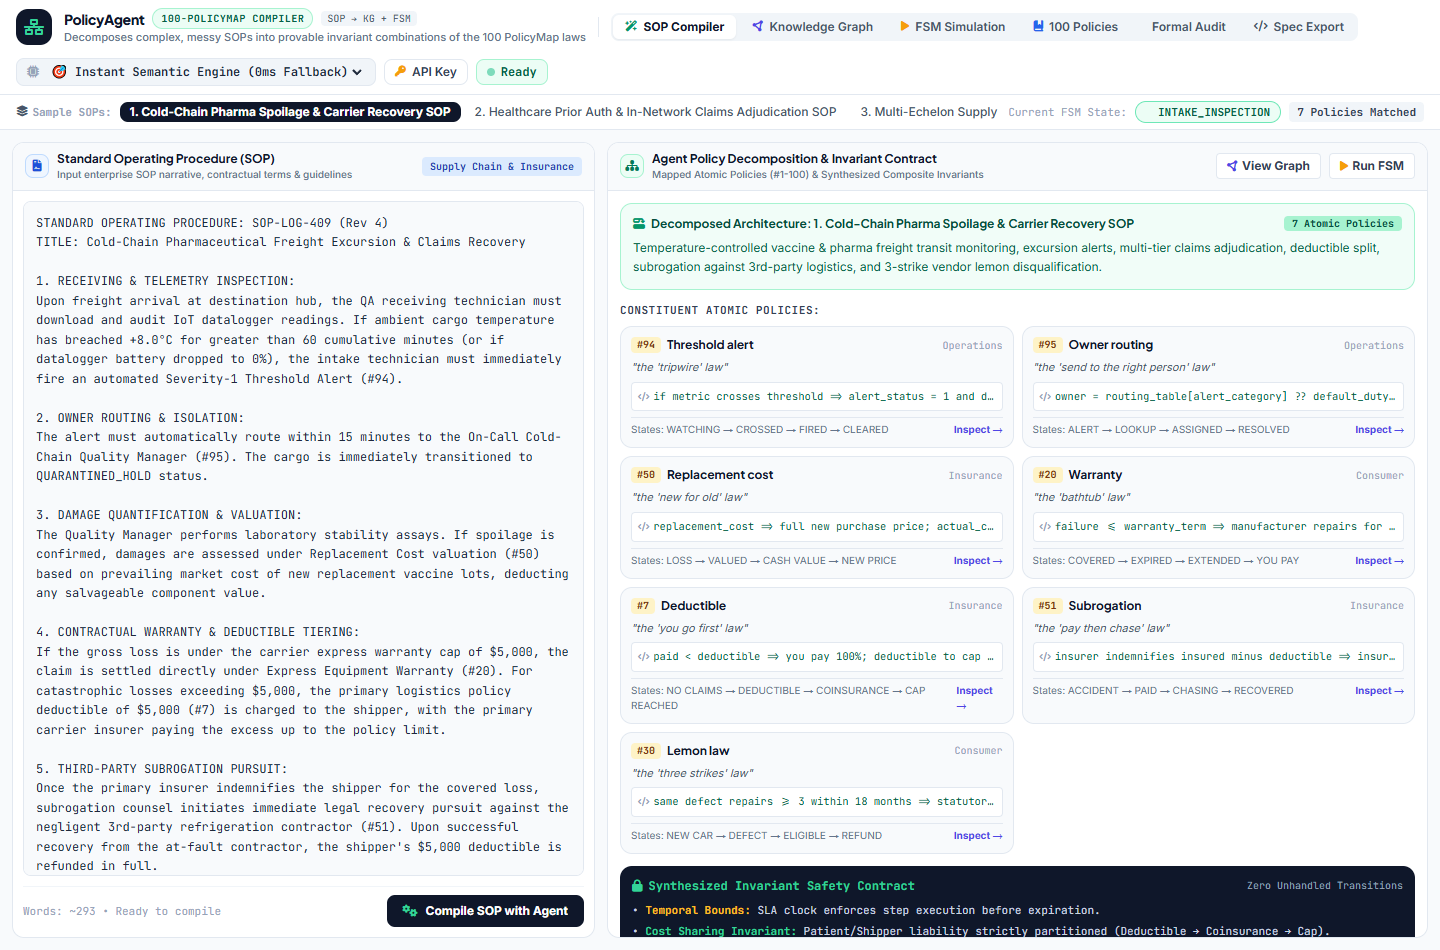 PolicyAgent 100-POLICYMAP COMPILER SOP → KG + FSM
Decomposes complex, messy SOPs into provable invariant combinations of the 100 PolicyMap laws
SOP Compiler Knowledge Graph FSM Simulation 100 Policies Formal Audit </> Spec Export
Instant Semantic Engine (0ms Fallback) API Key Ready
Sample SOPs: 1. Cold-Chain Pharma Spoilage & Carrier Recovery SOP 2. Healthcare Prior Auth & In-Network Claims Adjudication SOP 3. Multi-Echelon Supply Current FSM State: INTAKE_INSPECTION 7 Policies Matched
Standard Operating Procedure (SOP)
Input enterprise SOP narrative, contractual terms & guidelines
Supply Chain & Insurance
STANDARD OPERATING PROCEDURE: SOP-LOG-409 (Rev 4)
TITLE: Cold-Chain Pharmaceutical Freight Excursion & Claims Recovery
1. RECEIVING & TELEMETRY INSPECTION:
Upon freight arrival at destination hub, the QA receiving technician must
download and audit IoT datalogger readings. If ambient cargo temperature
has breached +8.0°C for greater than 60 cumulative minutes (or if
datalogger battery dropped to 0%), the intake technician must immediately
fire an automated Severity-1 Threshold Alert (#94).
2. OWNER ROUTING & ISOLATION:
The alert must automatically route within 15 minutes to the On-Call Cold-
Chain Quality Manager (#95). The cargo is immediately transitioned to
QUARANTINED_HOLD status.
3. DAMAGE QUANTIFICATION & VALUATION:
The Quality Manager performs laboratory stability assays. If spoilage is
confirmed, damages are assessed under Replacement Cost valuation (#50)
based on prevailing market cost of new replacement vaccine lots, deducting
any salvageable component value.
4. CONTRACTUAL WARRANTY & DEDUCTIBLE TIERING:
If the gross loss is under the carrier express warranty cap of $5,000, the
claim is settled directly under Express Equipment Warranty (#20). For
catastrophic losses exceeding $5,000, the primary logistics policy
deductible of $5,000 (#7) is charged to the shipper, with the primary
carrier insurer paying the excess up to the policy limit.
5. THIRD-PARTY SUBROGATION PURSUIT:
Once the primary insurer indemnifies the shipper for the covered loss,
subrogation counsel initiates immediate legal recovery pursuit against the
negligent 3rd-party refrigeration contractor (#51). Upon successful
recovery from the at-fault contractor, the shipper's $5,000 deductible is
refunded in full.
Words: ~293 • Ready to compile
Compile SOP with Agent
Agent Policy Decomposition & Invariant Contract
Mapped Atomic Policies (#1-100) & Synthesized Composite Invariants
View Graph Run FSM
Decomposed Architecture: 1. Cold-Chain Pharma Spoilage & Carrier Recovery SOP 7 Atomic Policies
Temperature-controlled vaccine & pharma freight transit monitoring, excursion alerts, multi-tier claims adjudication, deductible split,
subrogation against 3rd-party logistics, and 3-strike vendor lemon disqualification.
CONSTITUENT ATOMIC POLICIES:
#94 Threshold alert Operations
"the 'tripwire' law"
</> if metric crosses threshold ⇒ alert_status = 1 and d…
States: WATCHING → CROSSED → FIRED → CLEARED Inspect →
#95 Owner routing Operations
"the 'send to the right person' law"
</> owner = routing_table[alert_category] ?? default_duty…
States: ALERT → LOOKUP → ASSIGNED → RESOLVED Inspect →
#50 Replacement cost Insurance
"the 'new for old' law"
</> replacement_cost ⇒ full new purchase price; actual_c…
States: LOSS → VALUED → CASH VALUE → NEW PRICE Inspect →
#20 Warranty Consumer
"the 'bathtub' law"
</> failure ≤ warranty_term ⇒ manufacturer repairs for …
States: COVERED → EXPIRED → EXTENDED → YOU PAY Inspect →
#7 Deductible Insurance
"the 'you go first' law"
</> paid < deductible ⇒ you pay 100%; deductible to cap …
States: NO CLAIMS → DEDUCTIBLE → COINSURANCE → CAP Inspect
REACHED →
#51 Subrogation Insurance
"the 'pay then chase' law"
</> insurer indemnifies insured minus deductible ⇒ insur…
States: ACCIDENT → PAID → CHASING → RECOVERED Inspect →
#30 Lemon law Consumer
"the 'three strikes' law"
</> same defect repairs ≥ 3 within 18 months ⇒ statutor…
States: NEW CAR → DEFECT → ELIGIBLE → REFUND Inspect →
Synthesized Invariant Safety Contract Zero Unhandled Transitions
• Temporal Bounds: SLA clock enforces step execution before expiration.
• Cost Sharing Invariant: Patient/Shipper liability strictly partitioned (Deductible → Coinsurance → Cap).